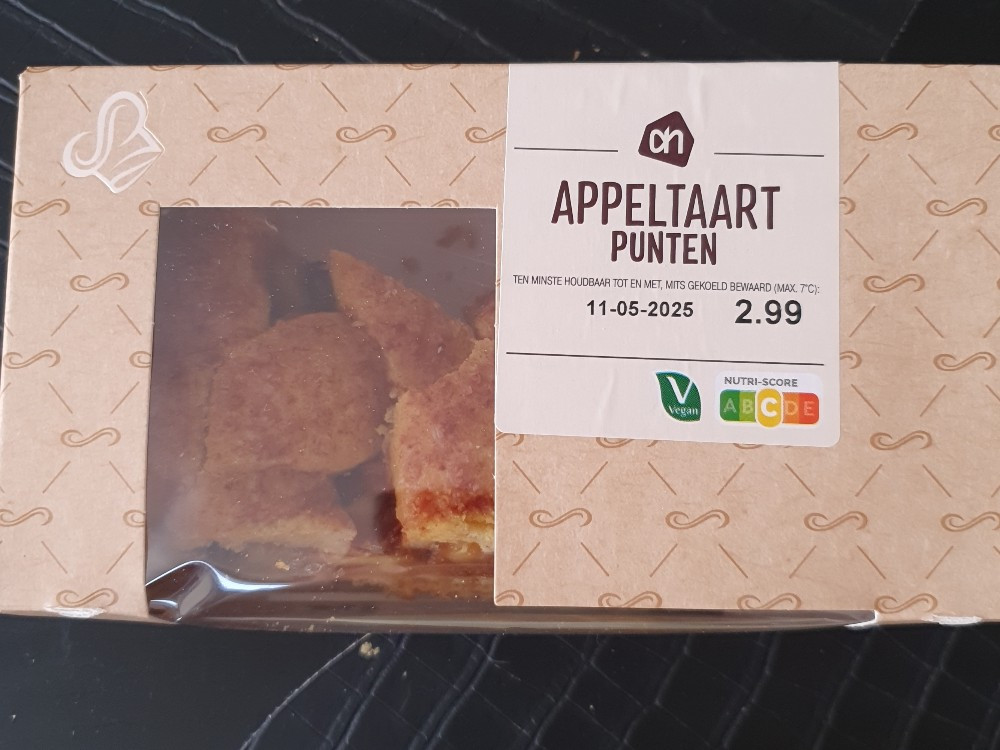 ah
APPELTAART
PUNTEN
TEN MINSTE HOUDBAAR TOT EN MET, MITS GEKOELD BEWAARD (MAX. 7°C):
11-05-2025 2.99
V
Vegan
NUTRI-SCORE
A B C D E